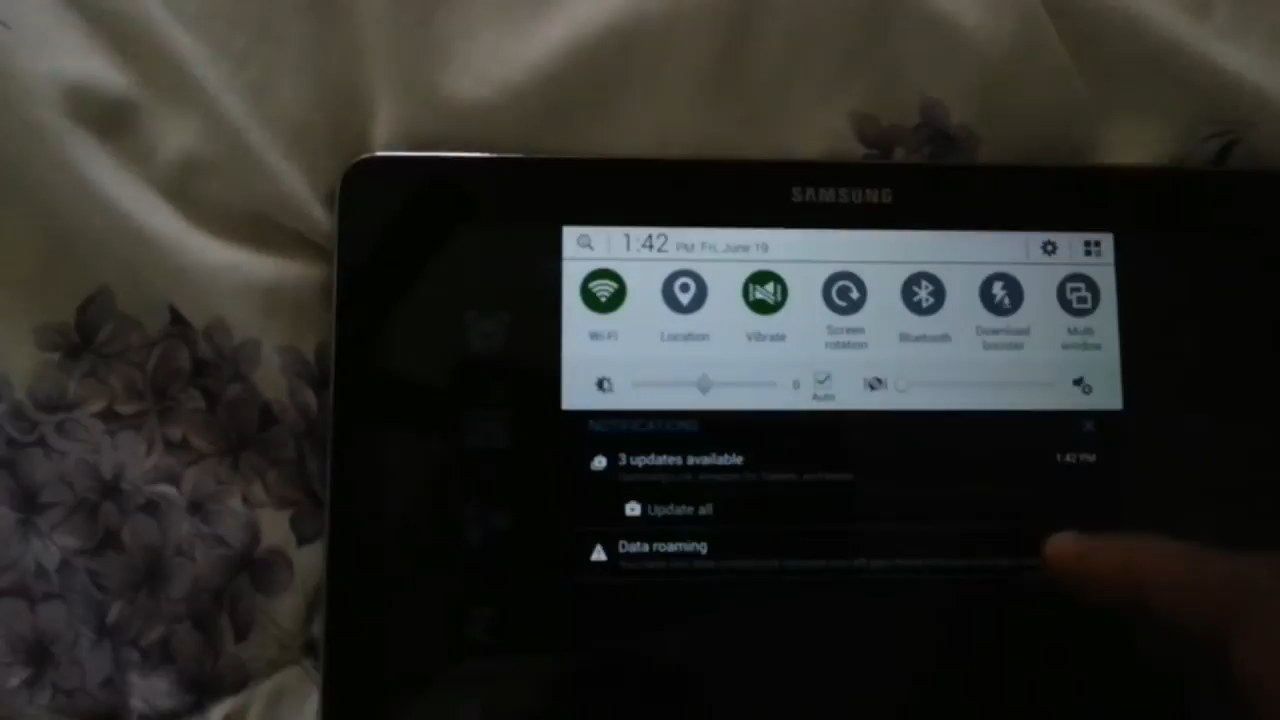 SAMSUNG
1:42 PM Fri, June 19
Wi-Fi
Location
Vibrate
Screen rotation
Bluetooth
Download booster
Multi window
Auto
NOTIFICATIONS
3 updates available 1:42 PM
Update all
Data roaming